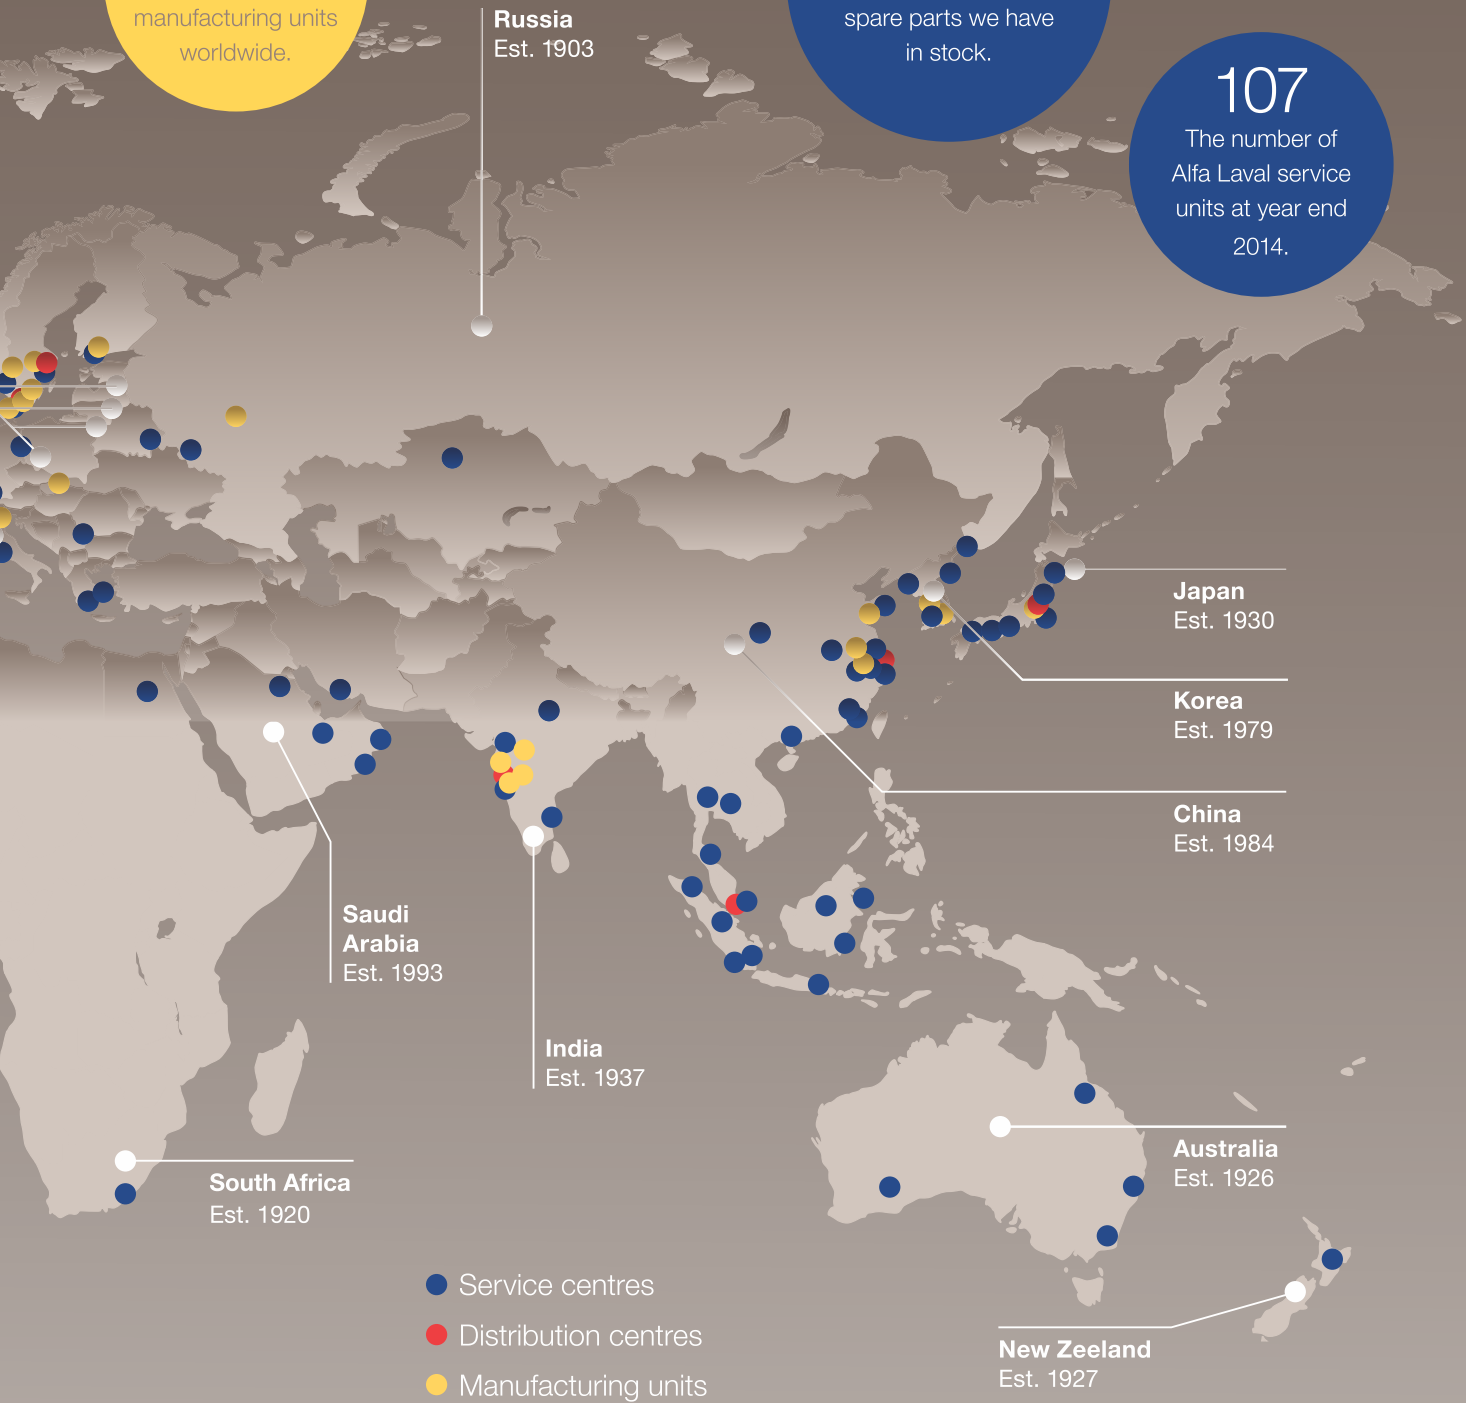 manufacturing units
worldwide.
Russia
Est. 1903
spare parts we have
in stock.
107
The number of
Alfa Laval service
units at year end
2014.
Japan
Est. 1930
Korea
Est. 1979
China
Est. 1984
Saudi
Arabia
Est. 1993
India
Est. 1937
Australia
Est. 1926
South Africa
Est. 1920
Service centres
Distribution centres
Manufacturing units
New Zeeland
Est. 1927